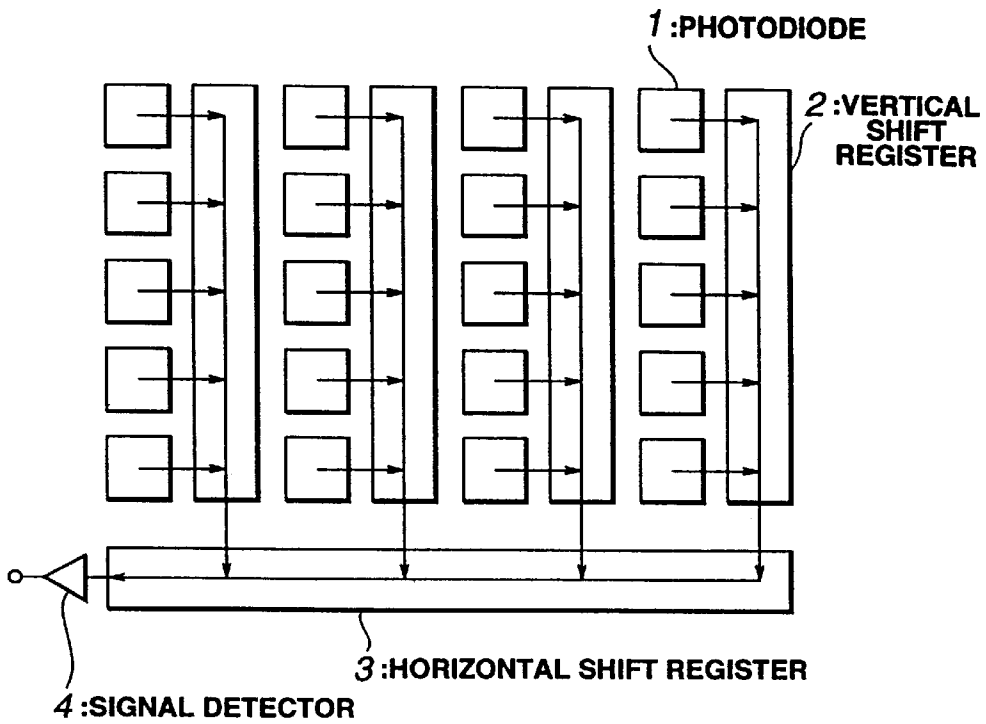 1 :PHOTODIODE
2 :VERTICAL
SHIFT
REGISTER
3 :HORIZONTAL SHIFT REGISTER
4 :SIGNAL DETECTOR